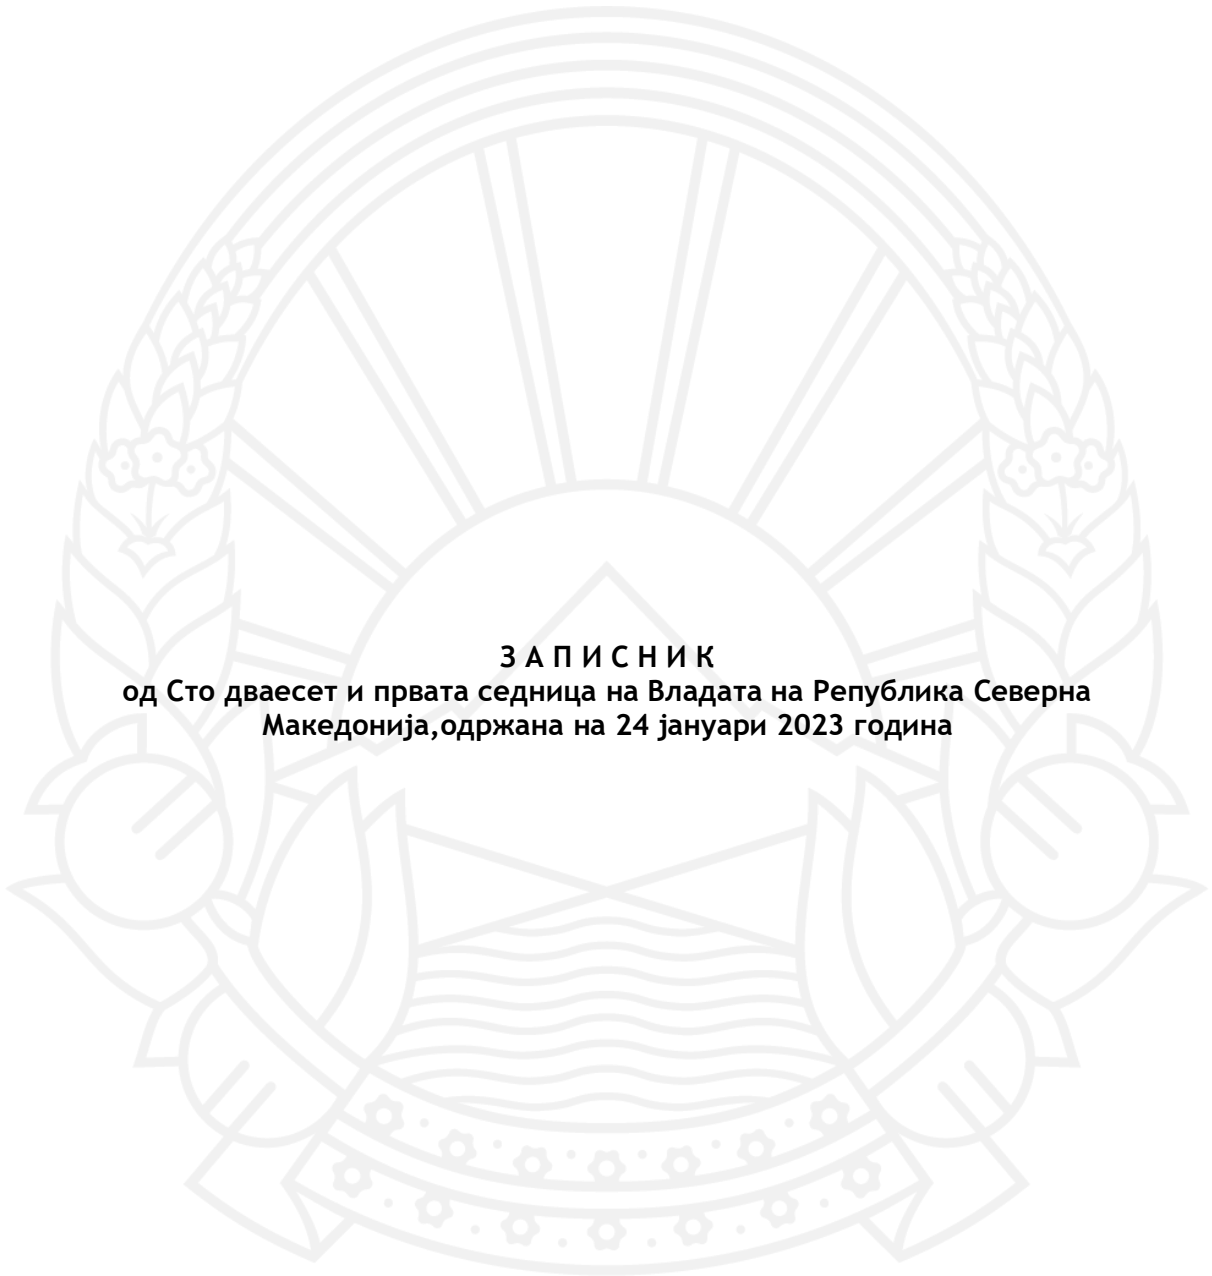 З А П И С Н И К
од Сто дваесет и првата седница на Владата на Република Северна
Македонија,одржана на 24 јануари 2023 година